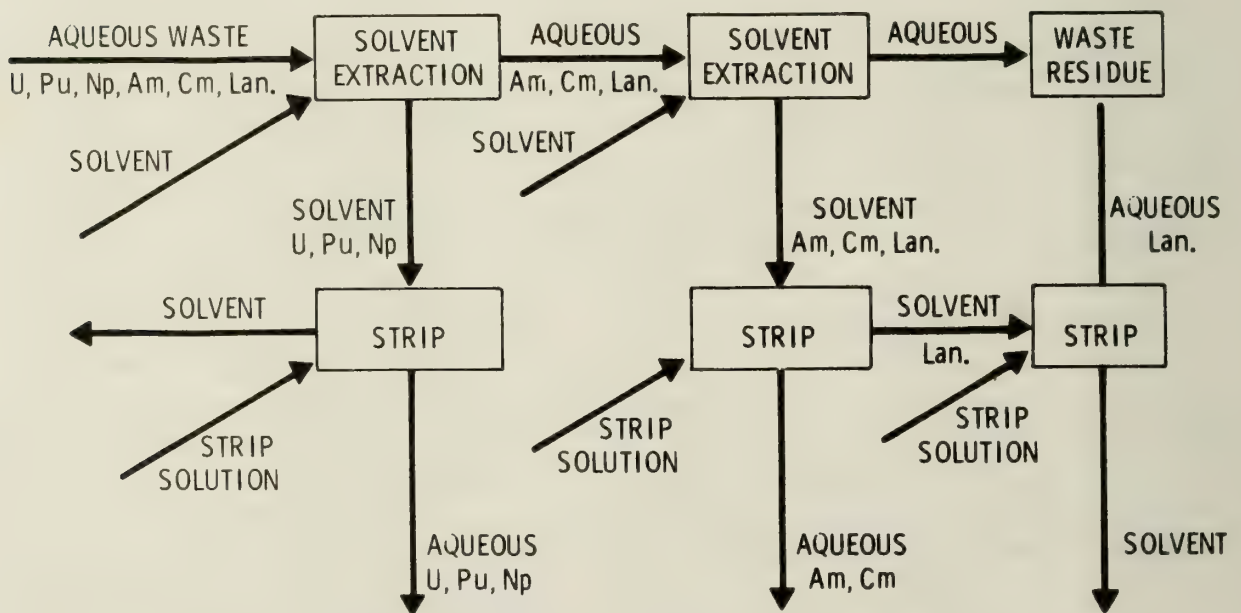 AQUEOUS WASTE
U, Pu, Np, Am, Cm, Lan.
SOLVENT
EXTRACTION
AQUEOUS
Am, Cm, Lan.
SOLVENT
EXTRACTION
AQUEOUS
WASTE
RESIDUE
SOLVENT
SOLVENT
SOLVENT
U, Pu, Np
SOLVENT
Am, Cm, Lan.
AQUEOUS
Lan.
SOLVENT
STRIP
STRIP
SOLVENT
Lan.
STRIP
STRIP
SOLUTION
STRIP
SOLUTION
STRIP
SOLUTION
AQUEOUS
U, Pu, Np
AQUEOUS
Am, Cm
SOLVENT